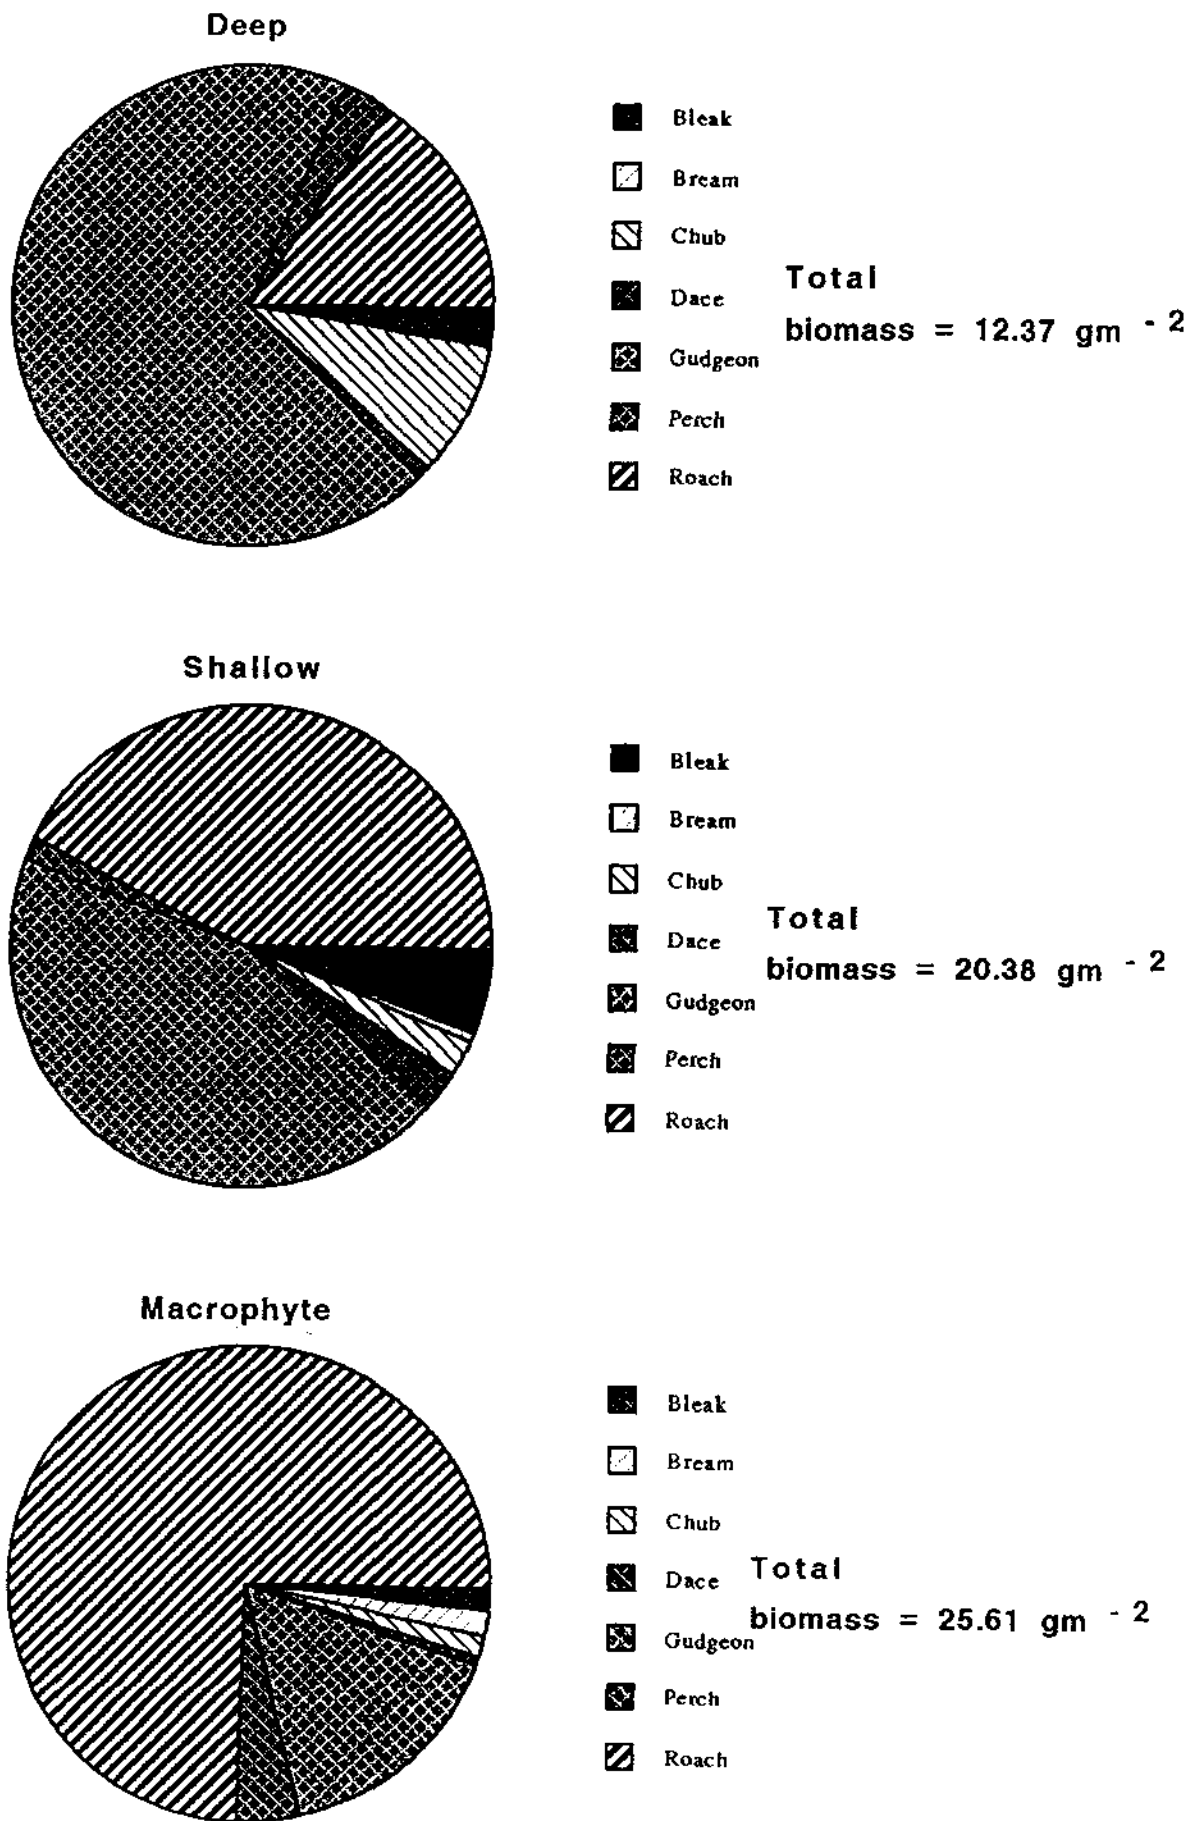 Deep
Bleak
Bream
Chub
Dace
Gudgeon
Perch
Roach
Total
biomass = 12.37 gm - 2
Shallow
Bleak
Bream
Chub
Dace
Gudgeon
Perch
Roach
Total
biomass = 20.38 gm - 2
Macrophyte
Bleak
Bream
Chub
Dace
Gudgeon
Perch
Roach
Total
biomass = 25.61 gm - 2